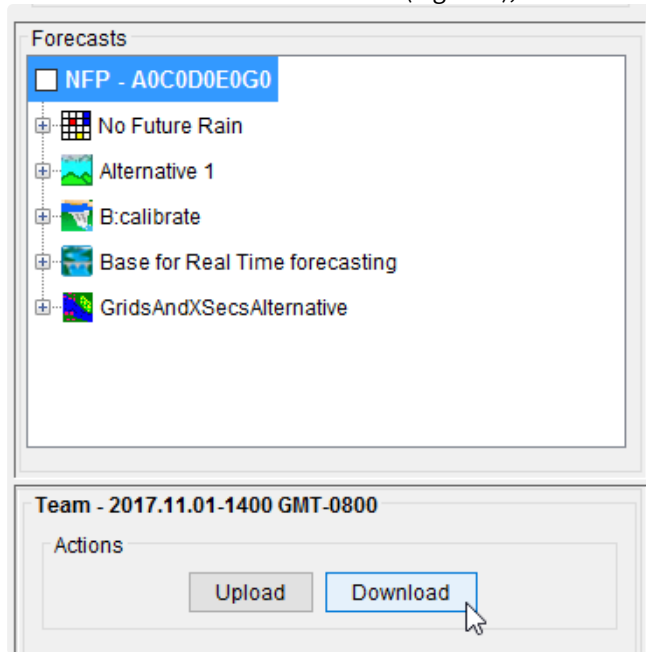 Forecasts
NFP - A0C0D0E0G0
No Future Rain
Alternative 1
B:calibrate
Base for Real Time forecasting
GridsAndXSecsAlternative
Team - 2017.11.01-1400 GMT-0800
Actions
Upload Download